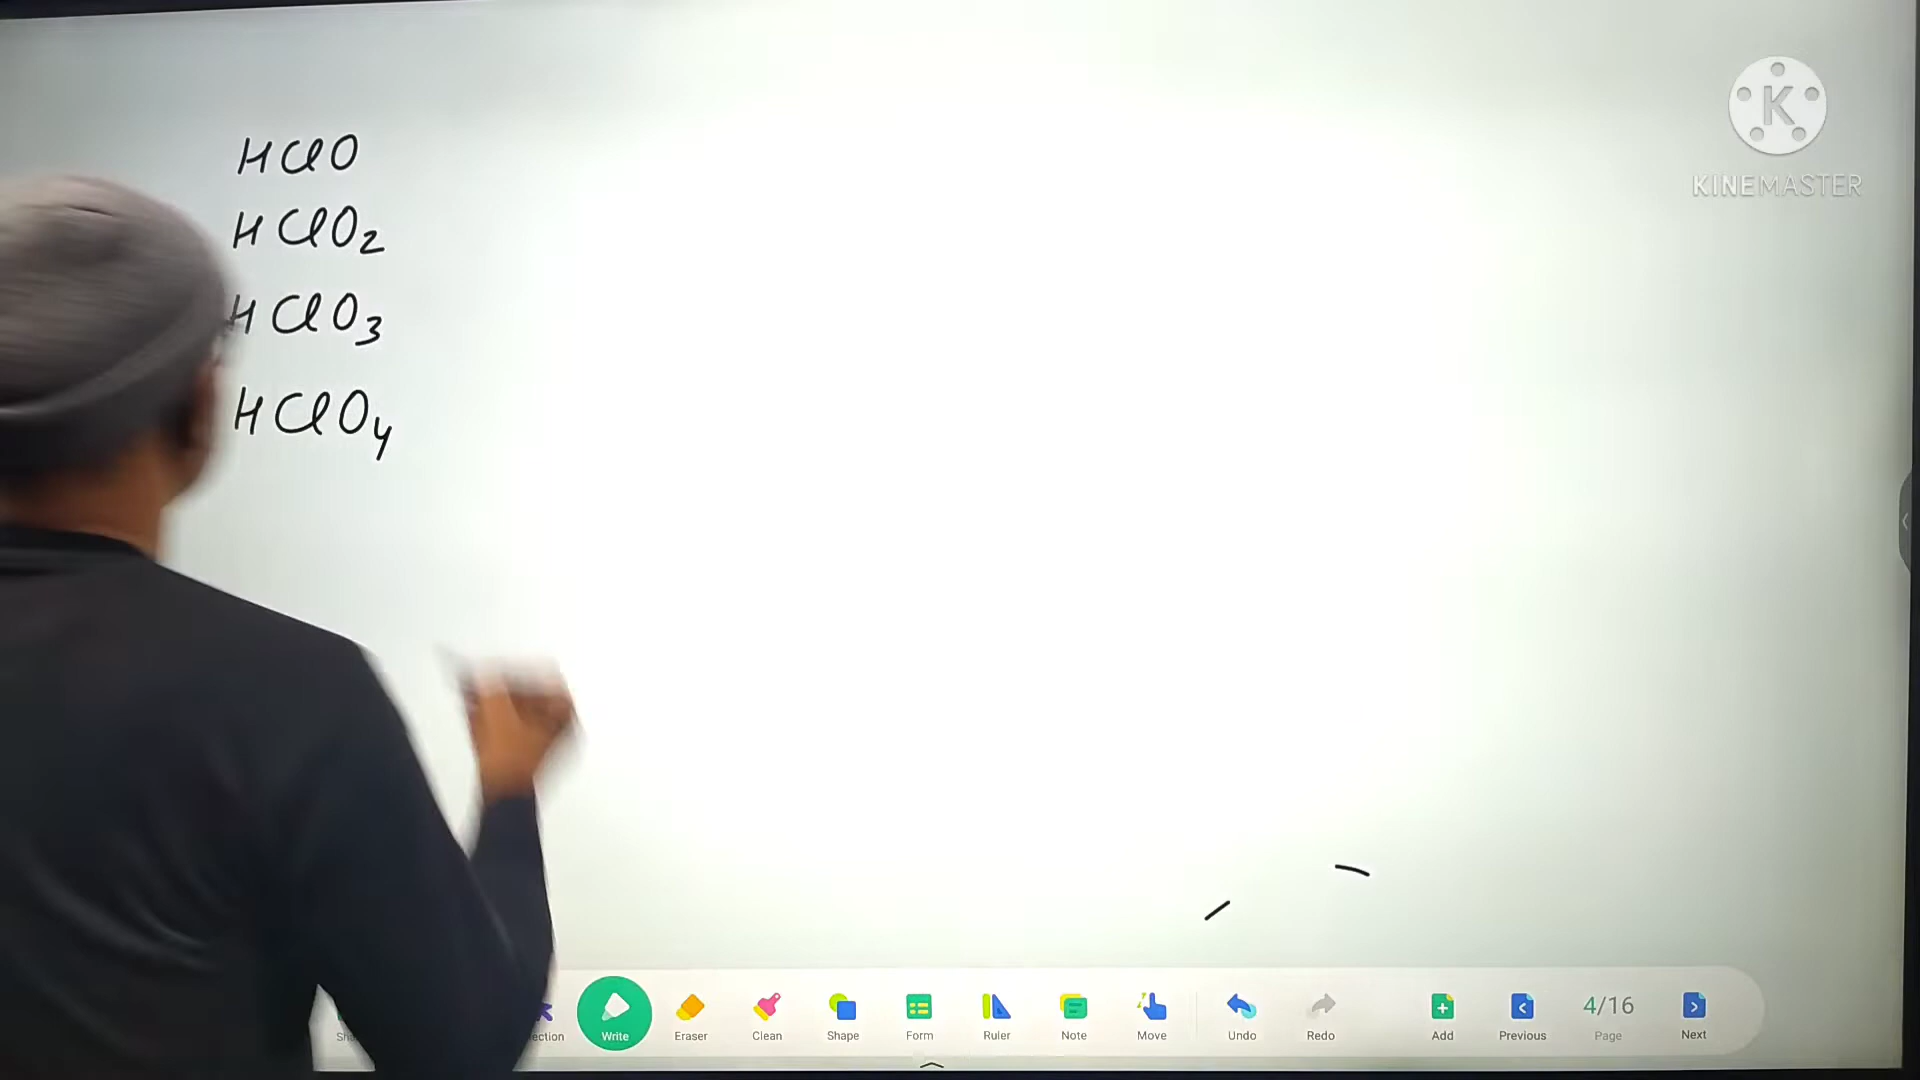 HClO
HClO₂
HClO₃
HClO₄
KINEMASTER
Write
Eraser
Clean
Shape
Form
Ruler
Note
Move
Undo
Redo
Add
Previous
4/16
Page
Next